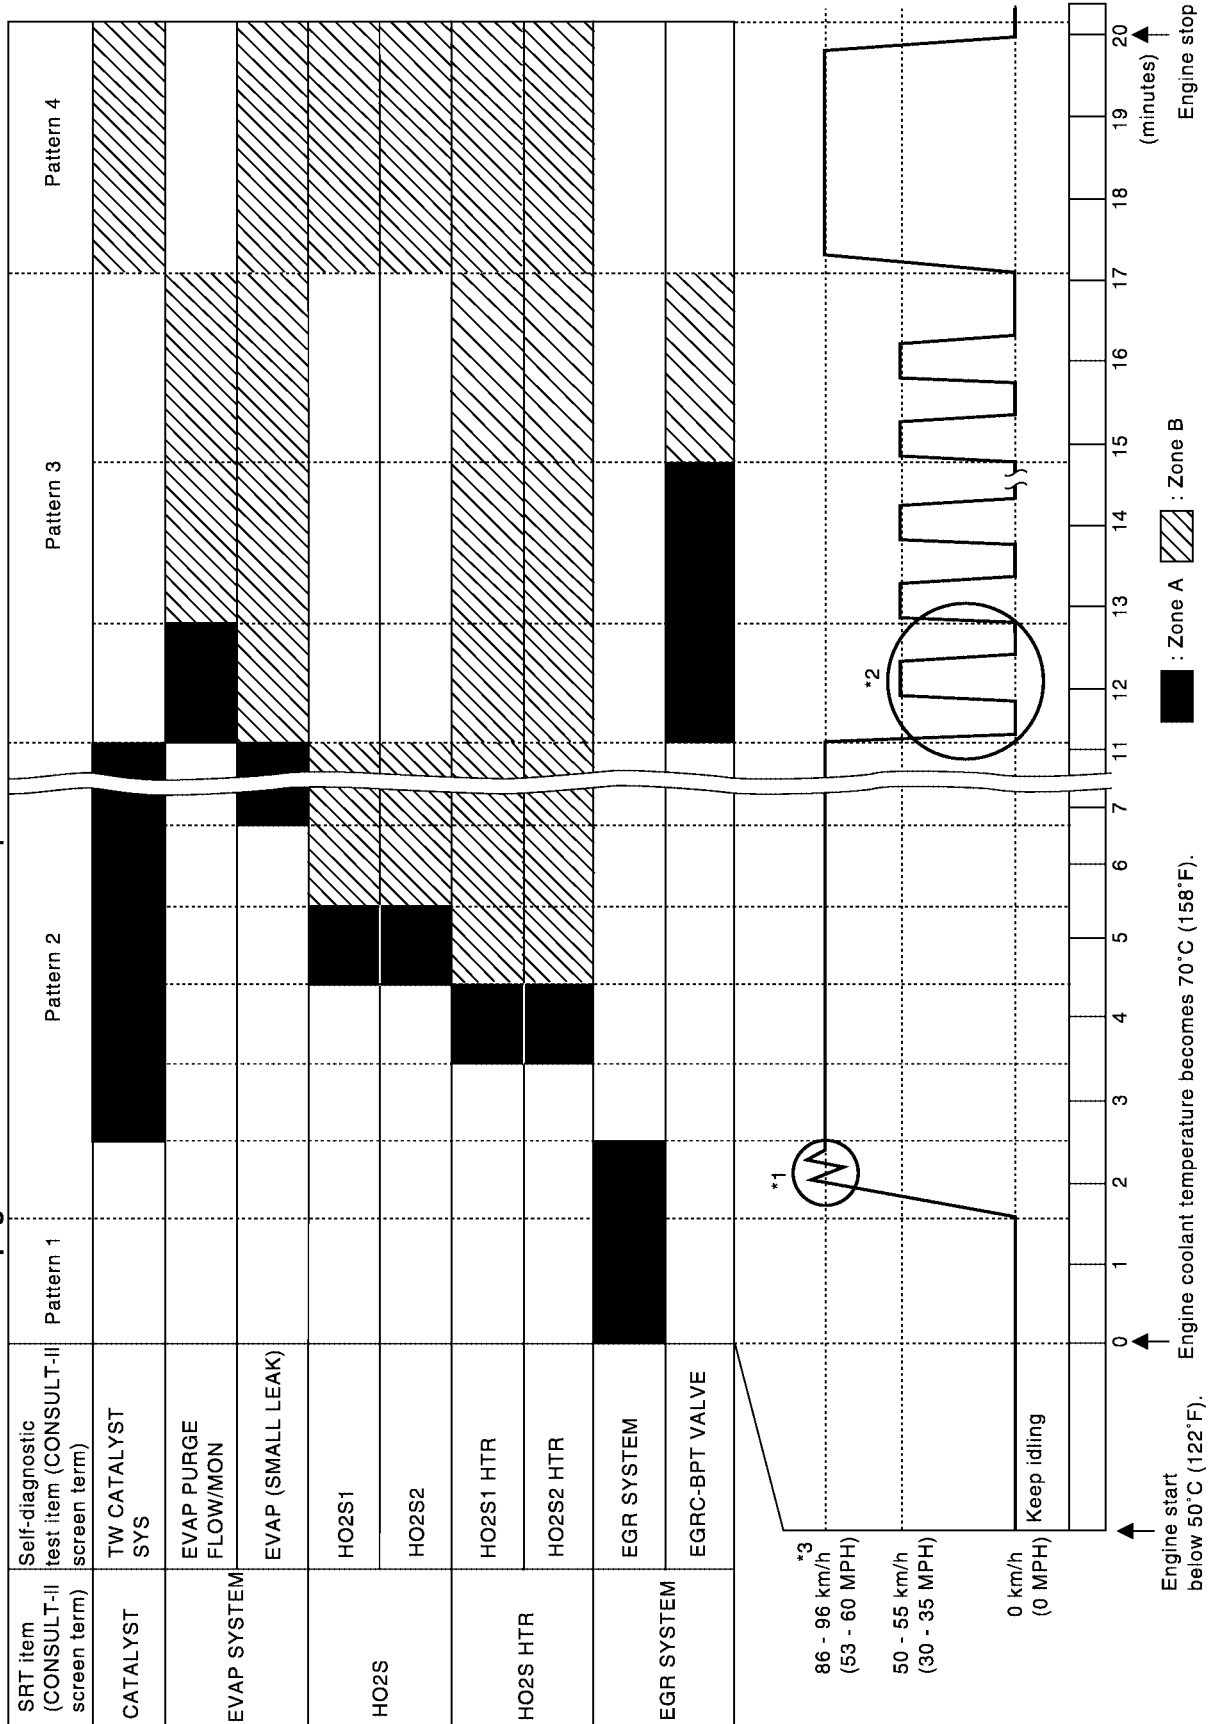 SRT item
(CONSULT-II
screen term)
Self-diagnostic
test item (CONSULT-II
screen term)
Pattern 1
Pattern 2
Pattern 3
Pattern 4
CATALYST
TW CATALYST
SYS
EVAP SYSTEM
EVAP PURGE
FLOW/MON
EVAP (SMALL LEAK)
HO2S
HO2S1
HO2S2
HO2S HTR
HO2S1 HTR
HO2S2 HTR
EGR SYSTEM
EGR SYSTEM
EGRC-BPT VALVE
*3
86 - 96 km/h
(53 - 60 MPH)
50 - 55 km/h
(30 - 35 MPH)
0 km/h
(0 MPH)
Keep idling
*1
*2
0 1 2 3 4 5 6 7 11 12 13 14 15 16 17 18 19 20
(minutes)
Engine start
below 50°C (122°F).
Engine coolant temperature becomes 70°C (158°F).
: Zone A
: Zone B
Engine stop